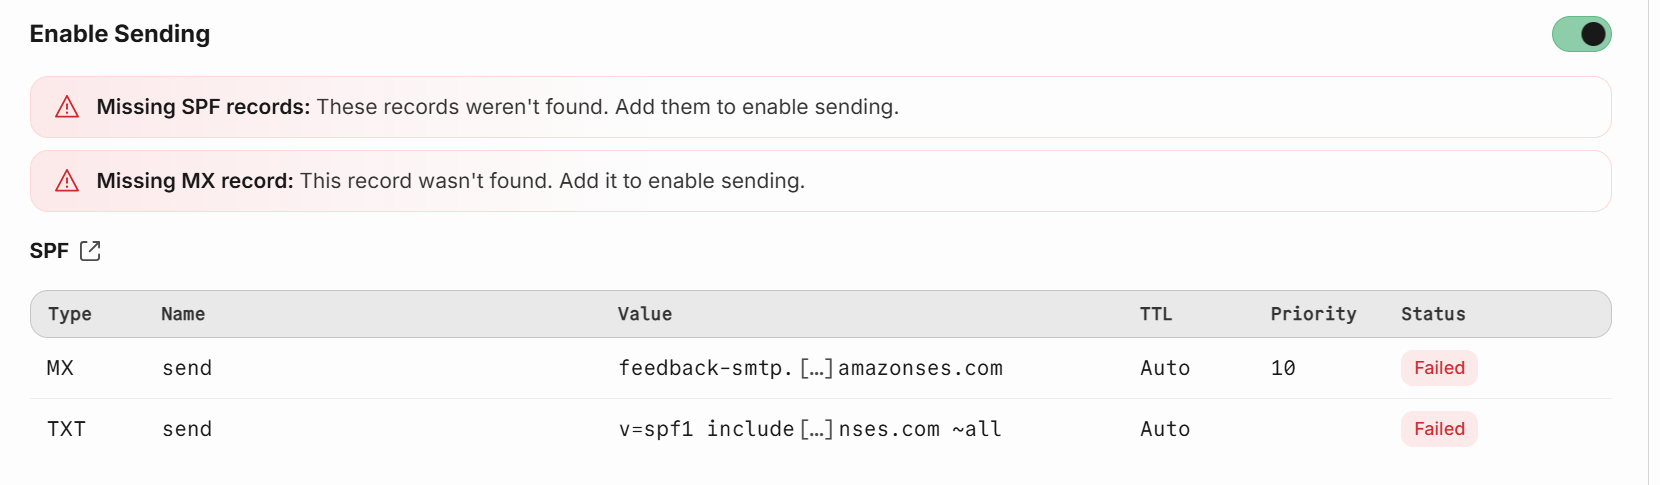 Enable Sending
Missing SPF records: These records weren't found. Add them to enable sending.
Missing MX record: This record wasn't found. Add it to enable sending.
SPF
Type Name Value TTL Priority Status
MX send feedback-smtp.[...]amazonses.com Auto 10 Failed
TXT send v=spf1 include[...]nses.com ~all Auto Failed